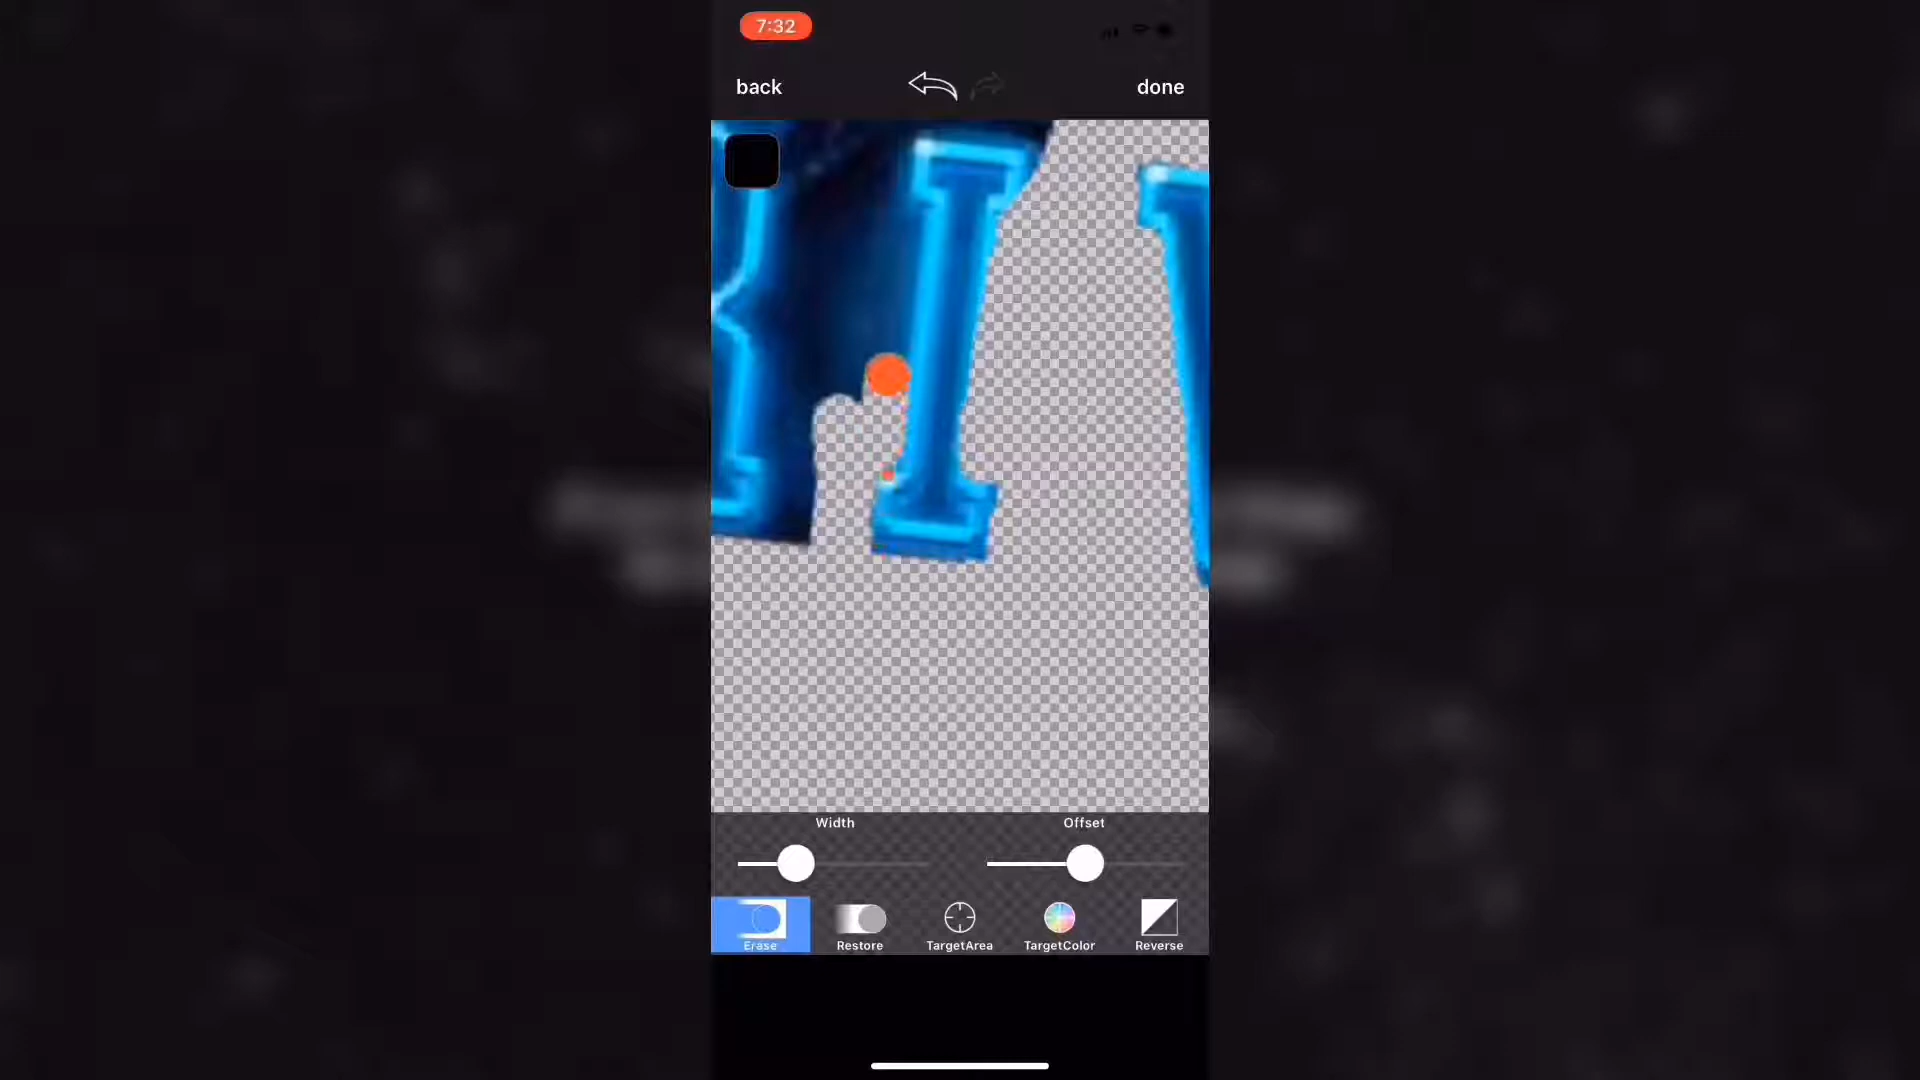 7:32
back
done
I
Width
Offset
Erase
Restore
TargetArea
TargetColor
Reverse